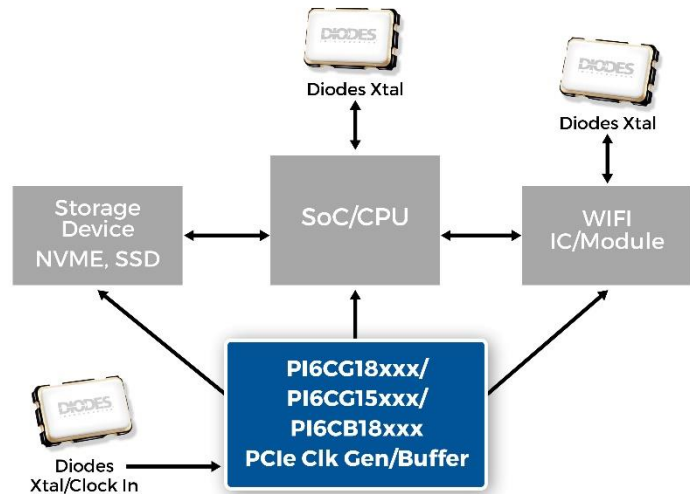 DIODES
Diodes Xtal
DIODES
Diodes Xtal
Storage
Device
NVME, SSD
SoC/CPU
WIFI
IC/Module
PI6CG18xxx/
PI6CG15xxx/
PI6CB18xxx
PCIe Clk Gen/Buffer
DIODES
Diodes
Xtal/Clock In